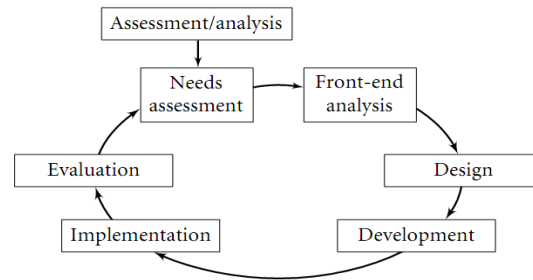 Assessment/analysis
Needs
assessment
Front-end
analysis
Evaluation
Design
Implementation
Development